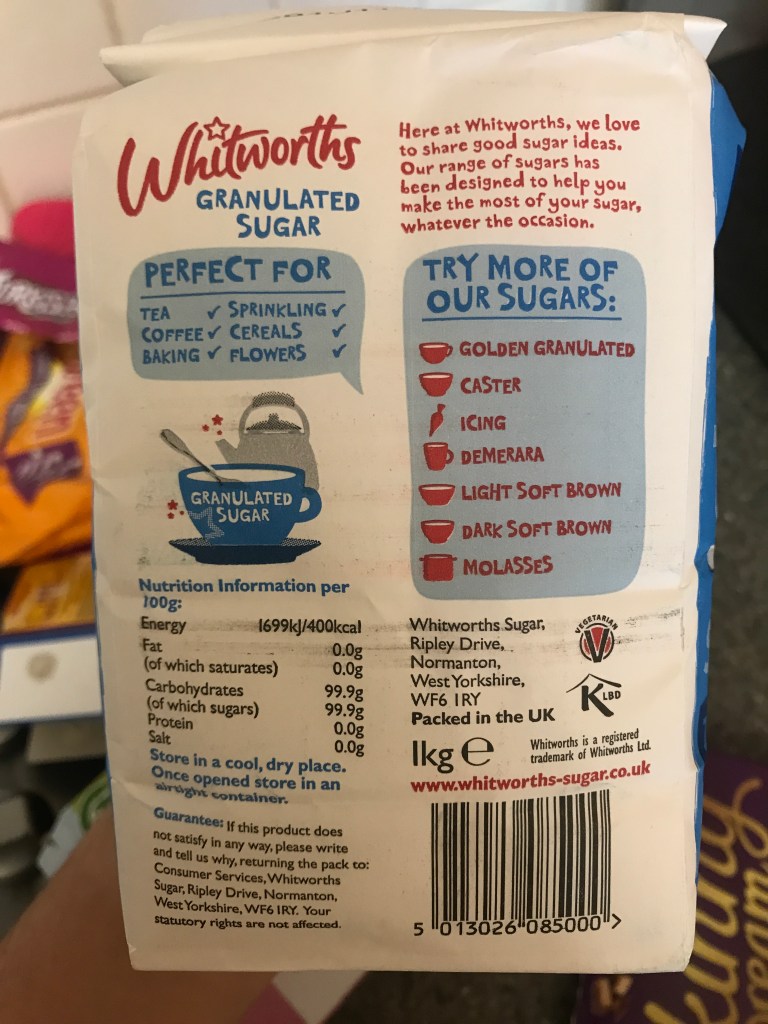 Whitworths
GRANULATED
SUGAR
Here at Whitworths, we love
to share good sugar ideas.
Our range of sugars has
been designed to help you
make the most of your sugar,
whatever the occasion.
PERFECT FOR
TEA ✓ SPRINKLING ✓
COFFEE ✓ CEREALS ✓
BAKING ✓ FLOWERS ✓
GRANULATED
SUGAR
TRY MORE OF
OUR SUGARS:
GOLDEN GRANULATED
CASTER
ICING
DEMERARA
LIGHT SOFT BROWN
DARK SOFT BROWN
MOLASSES
Nutrition Information per
100g:
Energy 1699kJ/400kcal
Fat 0.0g
(of which saturates) 0.0g
Carbohydrates 99.9g
(of which sugars) 99.9g
Protein 0.0g
Salt 0.0g
Store in a cool, dry place.
Once opened store in an
airtight container.
Guarantee: If this product does
not satisfy in any way, please write
and tell us why, returning the pack to:
Consumer Services, Whitworths
Sugar, Ripley Drive, Normanton,
West Yorkshire, WF6 1RY. Your
statutory rights are not affected.
Whitworths Sugar,
Ripley Drive,
Normanton,
West Yorkshire,
WF6 1RY
Packed in the UK
VEGETARIAN
V
K LBD
1kg e
Whitworths is a registered
trademark of Whitworths Ltd.
www.whitworths-sugar.co.uk
5 013026 085000 >